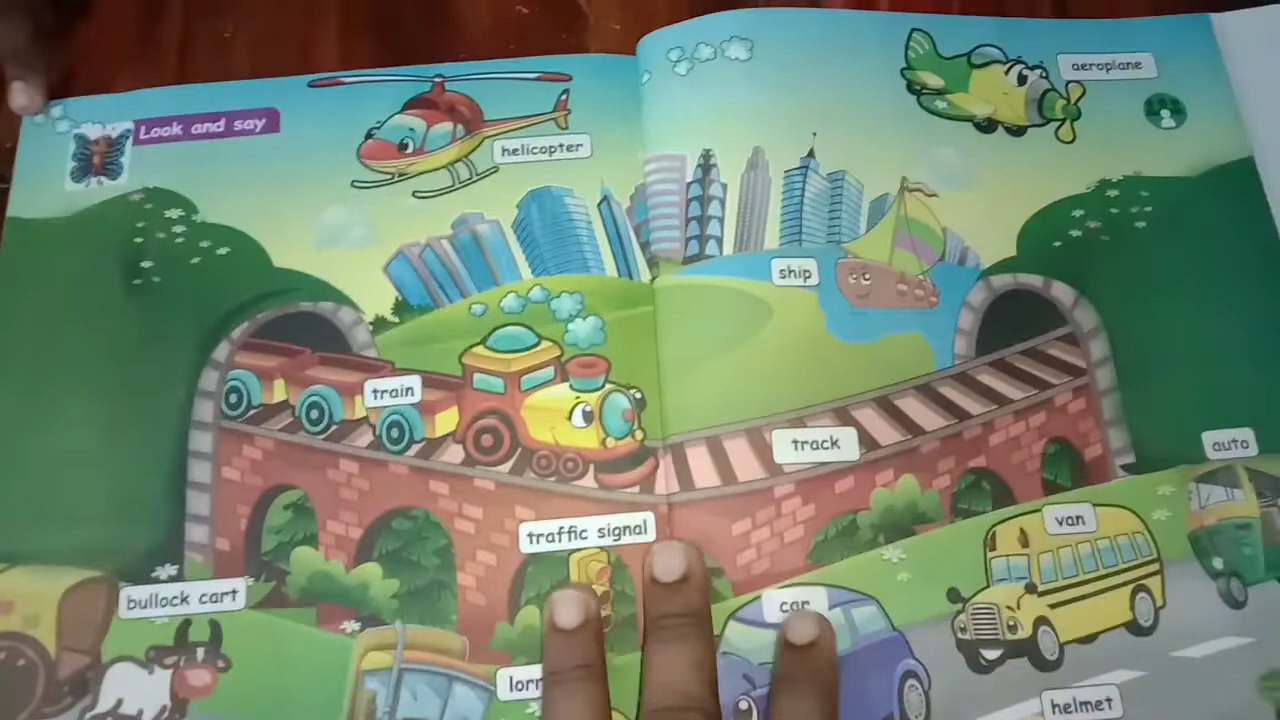 Look and say
helicopter
aeroplane
ship
train
track
auto
traffic signal
van
bullock cart
car
helmet